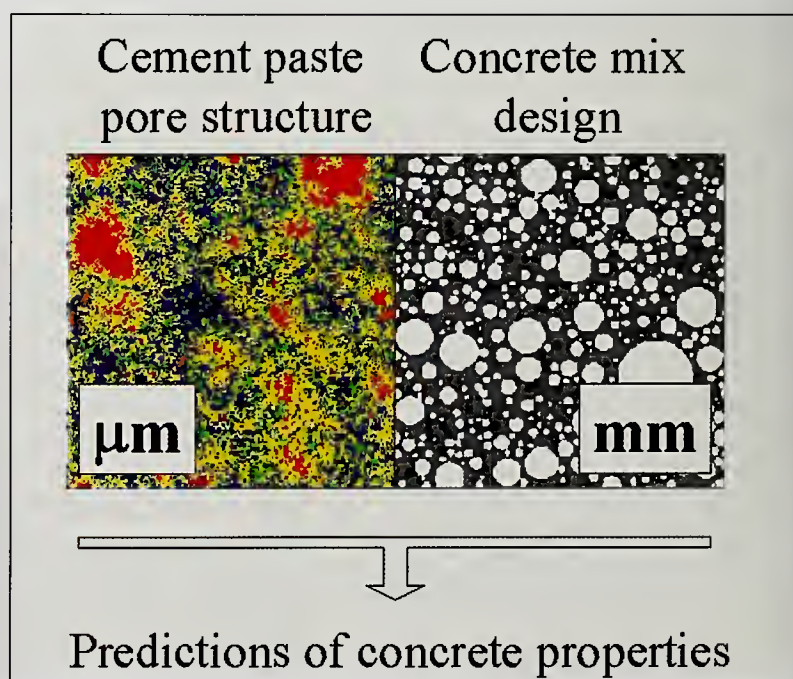 Cement paste
pore structure
Concrete mix
design
μm
mm
Predictions of concrete properties